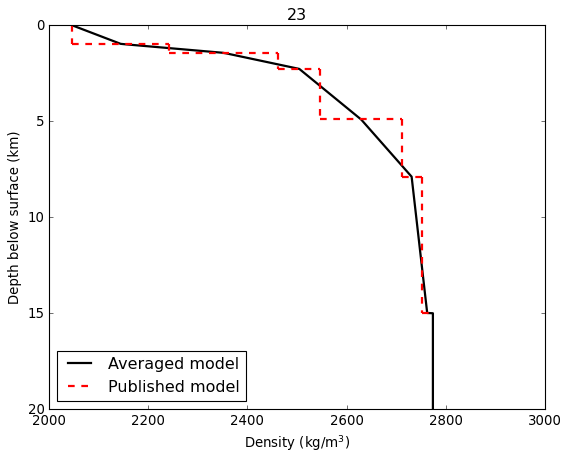 23
0
5
10
15
20
Depth below surface (km)
Averaged model
Published model
2000 2200 2400 2600 2800 3000
Density (kg/m³)